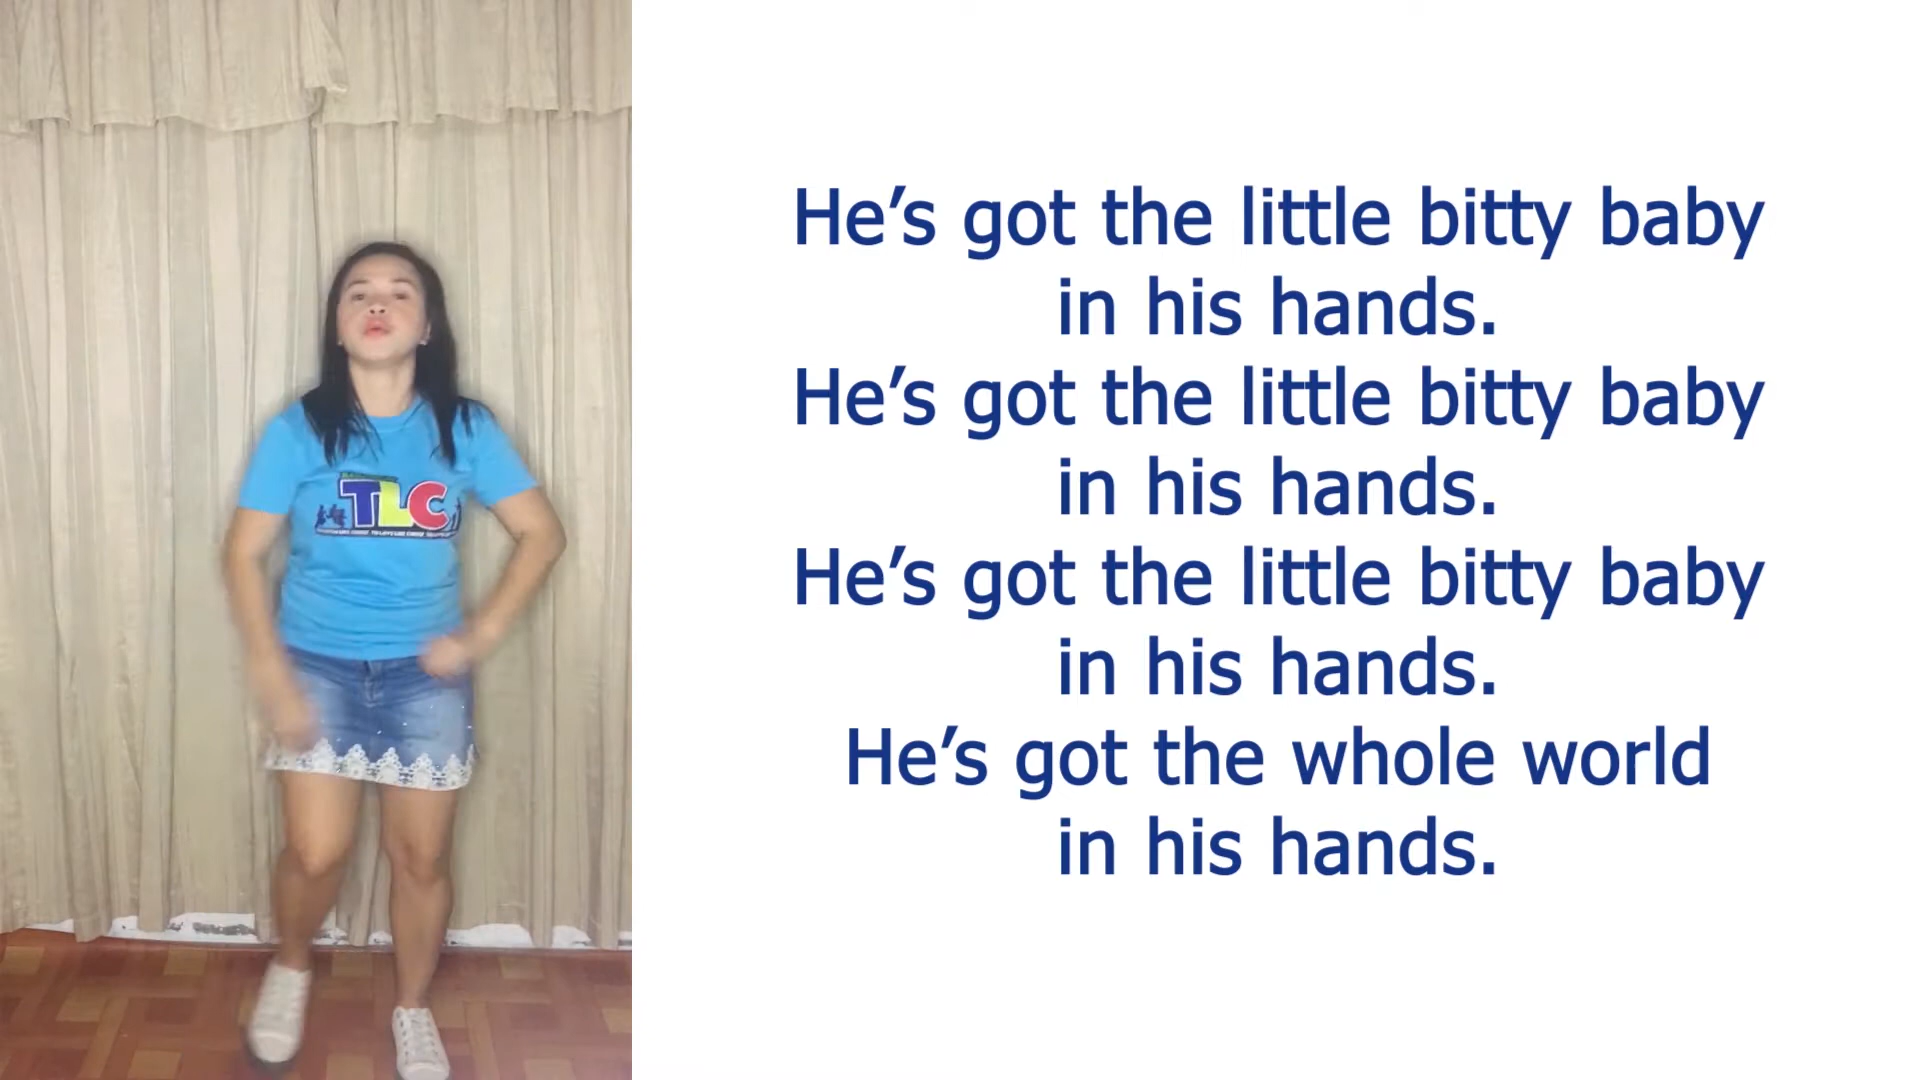 TLC
He’s got the little bitty baby
in his hands.
He’s got the little bitty baby
in his hands.
He’s got the little bitty baby
in his hands.
He’s got the whole world
in his hands.